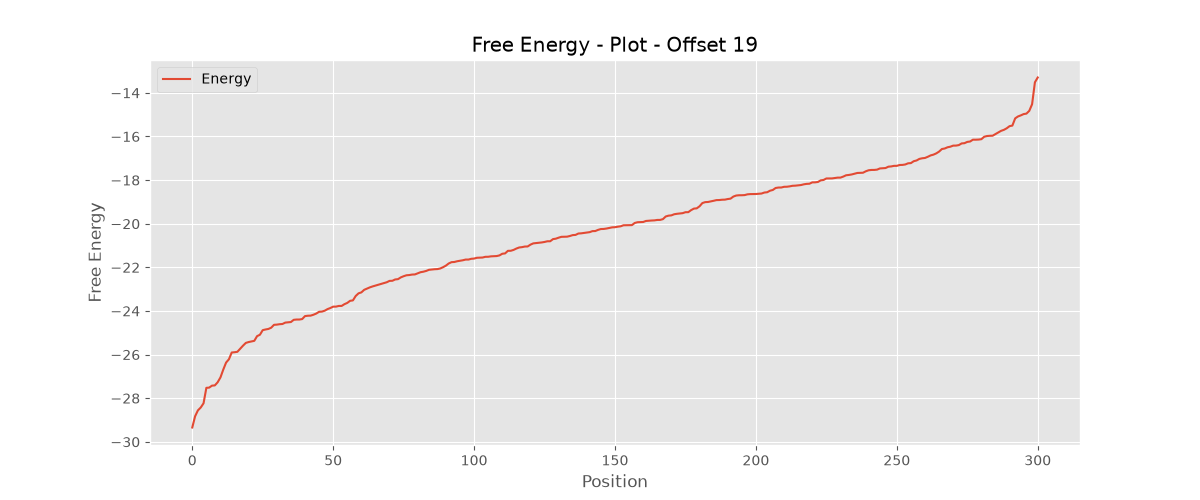 Free Energy - Plot - Offset 19
Energy
−14
−16
−18
−20
−22
−24
−26
−28
−30
Free Energy
0 50 100 150 200 250 300
Position